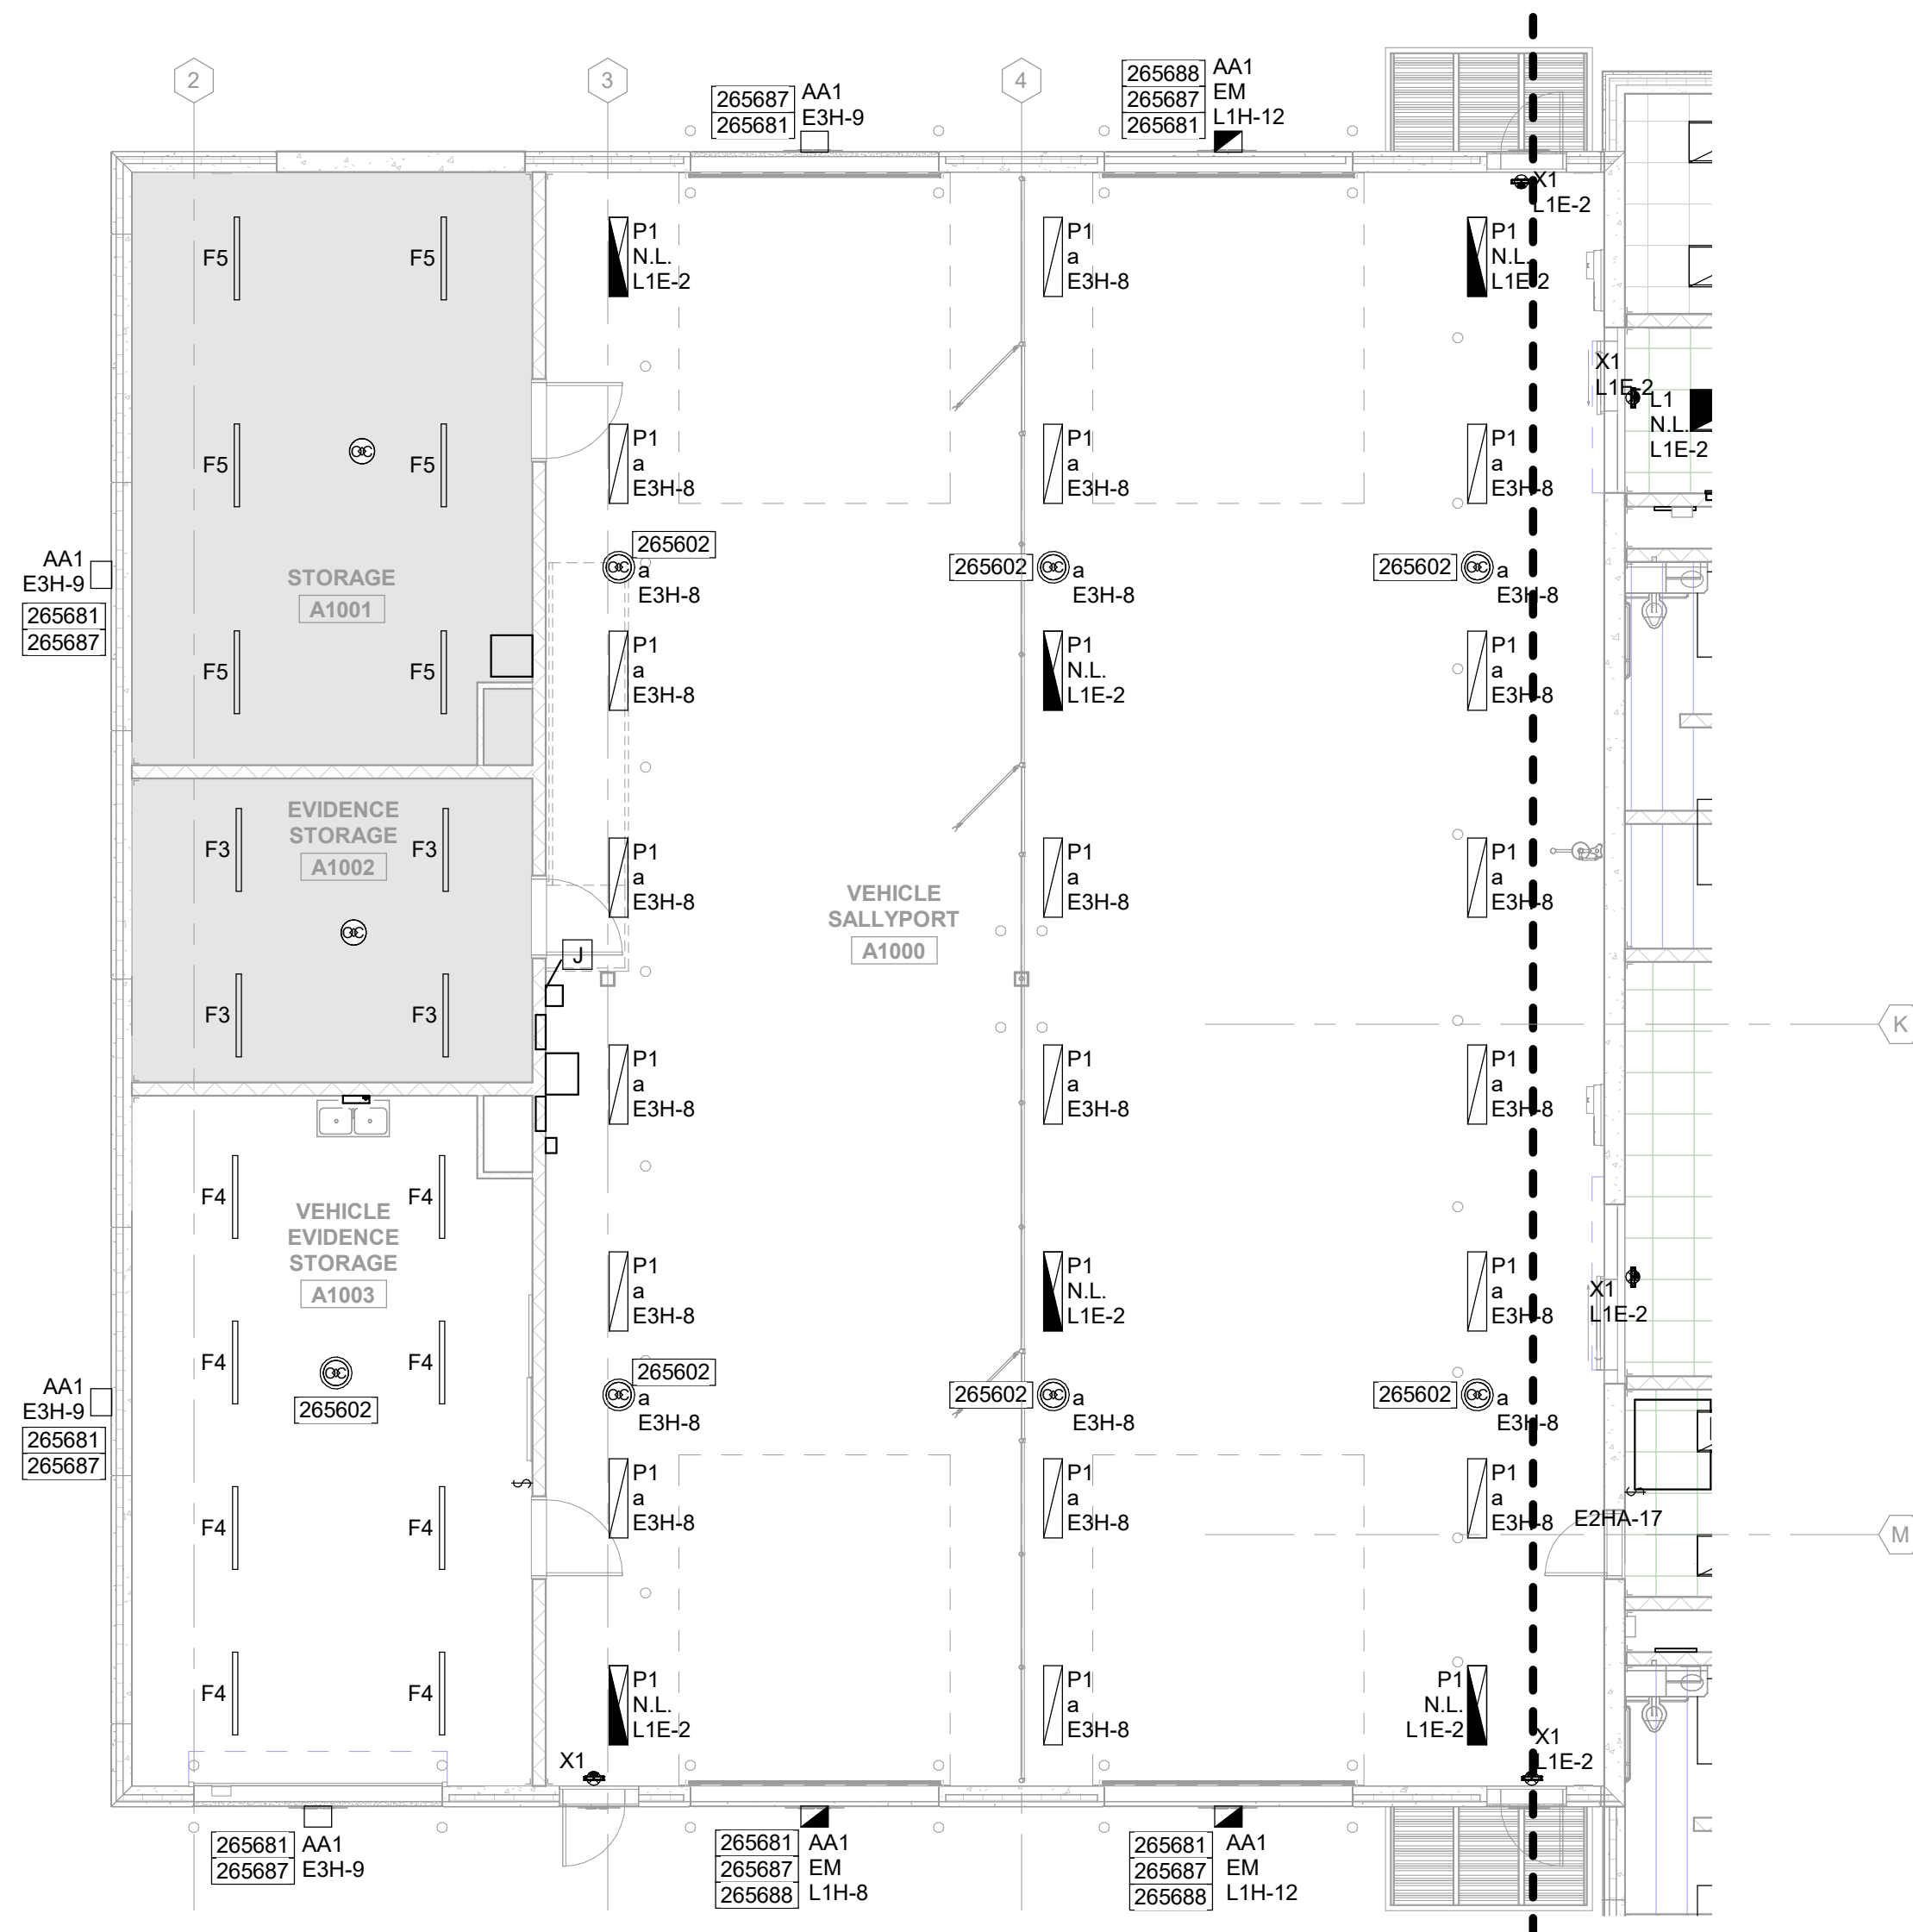 2
3
4
265687
265681
AA1
E3H-9
265688
265687
265681
AA1
EM
L1H-12
X1
L1E-2
F5
F5
P1
N.L.
L1E-2
P1
a
E3H-8
P1
N.L.
L1E-2
X1
L1E-2
L1
N.L.
L1E-2
F5
F5
P1
a
E3H-8
P1
a
E3H-8
P1
a
E3H-8
AA1
E3H-9
265681
265687
STORAGE
A1001
265602
a
E3H-8
265602
a
E3H-8
265602
a
E3H-8
F5
F5
P1
a
E3H-8
P1
N.L.
L1E-2
P1
a
E3H-8
EVIDENCE
STORAGE
A1002
F3
F3
P1
a
E3H-8
VEHICLE
SALLYPORT
A1000
P1
a
E3H-8
P1
a
E3H-8
J
F3
F3
K
P1
a
E3H-8
P1
a
E3H-8
P1
a
E3H-8
F4
F4
VEHICLE
EVIDENCE
STORAGE
A1003
P1
a
E3H-8
P1
N.L.
L1E-2
P1
a
E3H-8
X1
L1E-2
F4
F4
265602
AA1
E3H-9
265681
265687
265602
a
E3H-8
265602
a
E3H-8
265602
a
E3H-8
$
F4
F4
P1
a
E3H-8
P1
a
E3H-8
P1
a
E3H-8
$
E2HA-17
M
F4
F4
P1
N.L.
L1E-2
P1
a
E3H-8
P1
N.L.
L1E-2
X1
X1
L1E-2
265681
265687
AA1
E3H-9
265681
265687
265688
AA1
EM
L1H-8
265681
265687
265688
AA1
EM
L1H-12